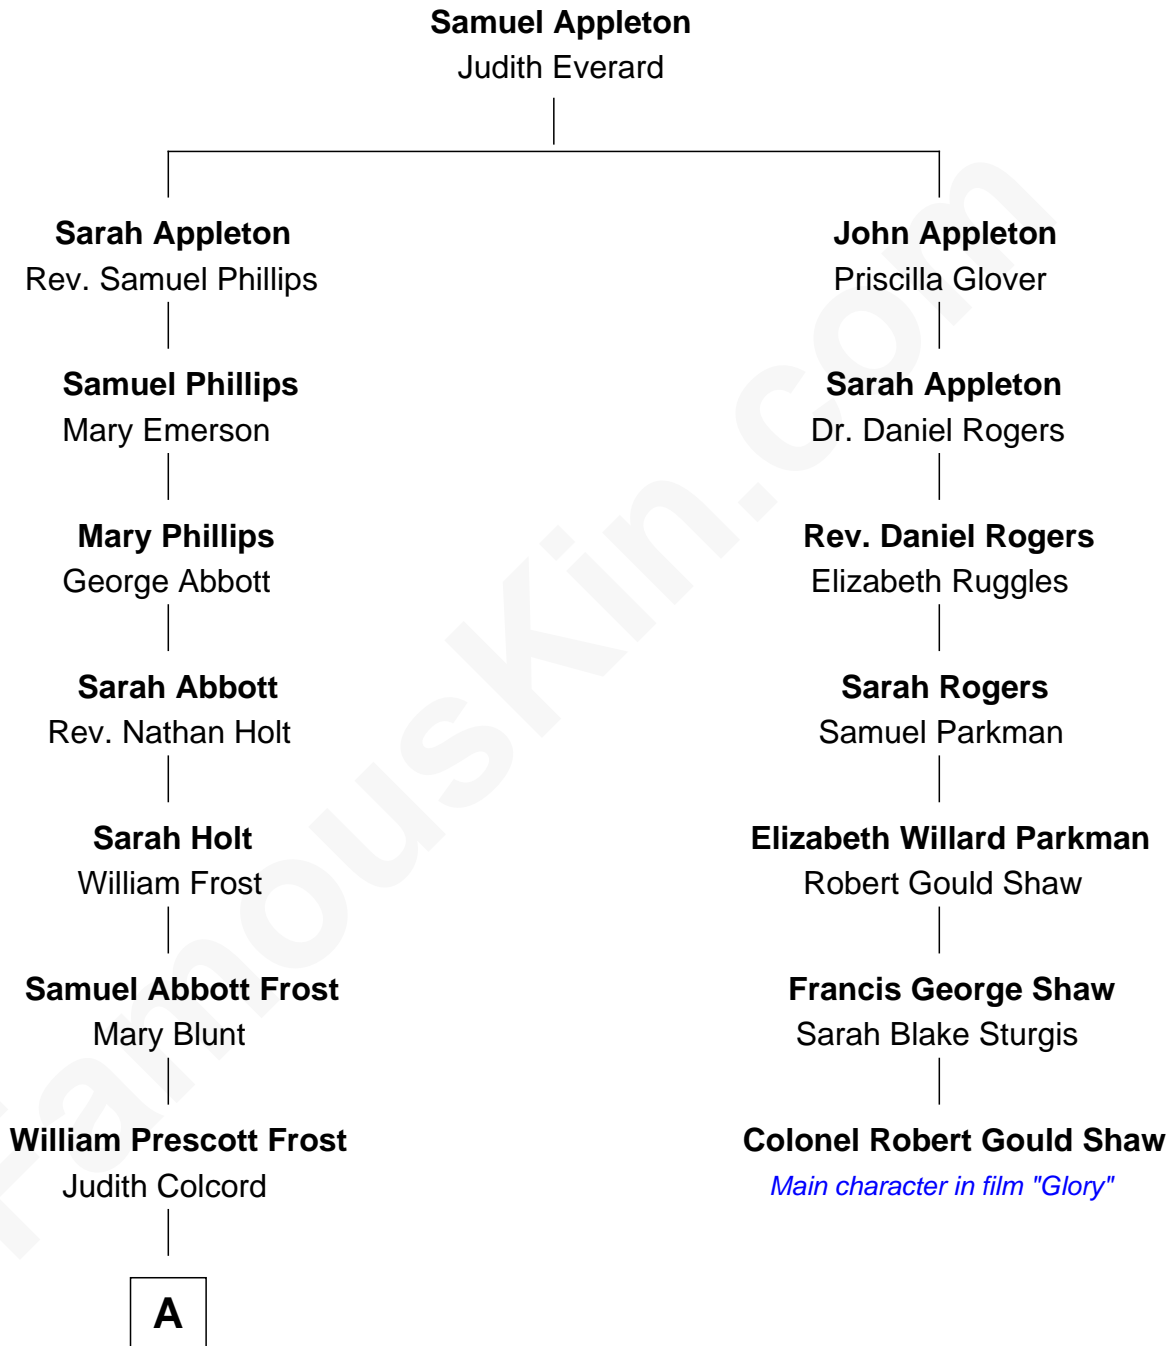 Samuel Appleton
Judith Everard
Sarah Appleton
Rev. Samuel Phillips
John Appleton
Priscilla Glover
Samuel Phillips
Mary Emerson
Sarah Appleton
Dr. Daniel Rogers
Mary Phillips
George Abbott
Rev. Daniel Rogers
Elizabeth Ruggles
Sarah Abbott
Rev. Nathan Holt
Sarah Rogers
Samuel Parkman
Sarah Holt
William Frost
Elizabeth Willard Parkman
Robert Gould Shaw
Samuel Abbott Frost
Mary Blunt
Francis George Shaw
Sarah Blake Sturgis
William Prescott Frost
Judith Colcord
Colonel Robert Gould Shaw
Main character in film "Glory"
A
FamousKin.com